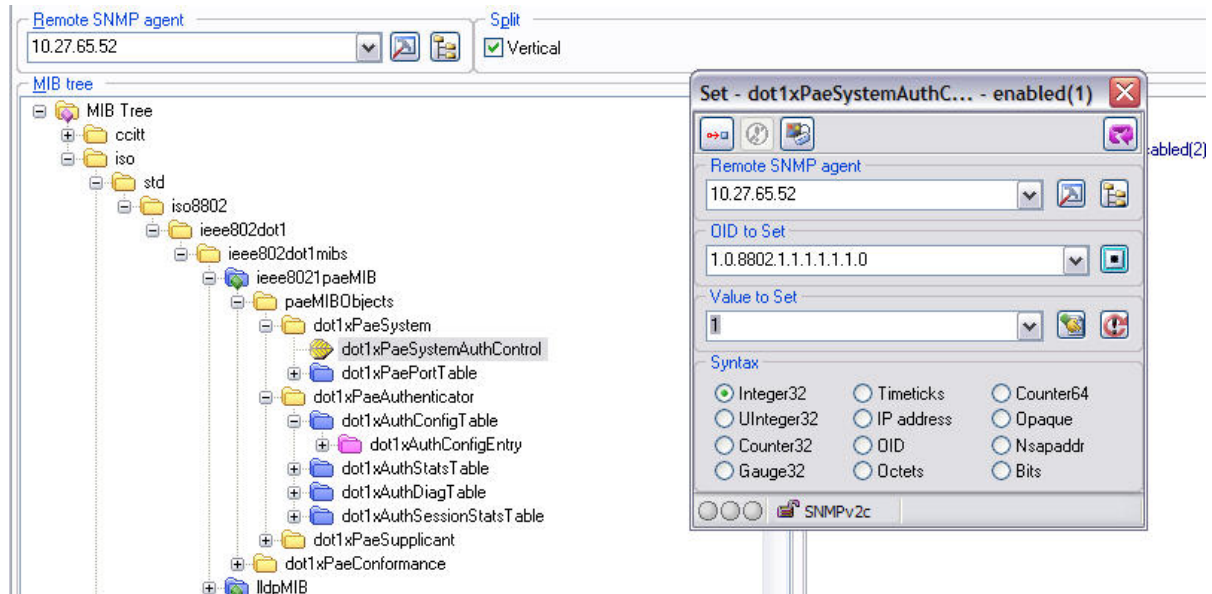 Remote SNMP agent
10.27.65.52
Split
Vertical
MIB tree
MIB Tree
ccitt
iso
std
iso8802
ieee802dot1
ieee802dot1mibs
ieee8021paeMIB
paeMIBObjects
dot1xPaeSystem
dot1xPaeSystemAuthControl
dot1xPaePortTable
dot1xPaeAuthenticator
dot1xAuthConfigTable
dot1xAuthConfigEntry
dot1xAuthStatsTable
dot1xAuthDiagTable
dot1xAuthSessionStatsTable
dot1xPaeSupplicant
dot1xPaeConformance
lldpMIB
Set - dot1xPaeSystemAuthC... - enabled(1)
Remote SNMP agent
10.27.65.52
OID to Set
1.0.8802.1.1.1.1.1.1.0
Value to Set
1
Syntax
Integer32 Timeticks Counter64
UInteger32 IP address Opaque
Counter32 OID Nsapaddr
Gauge32 Octets Bits
SNMPv2c
abled(2)